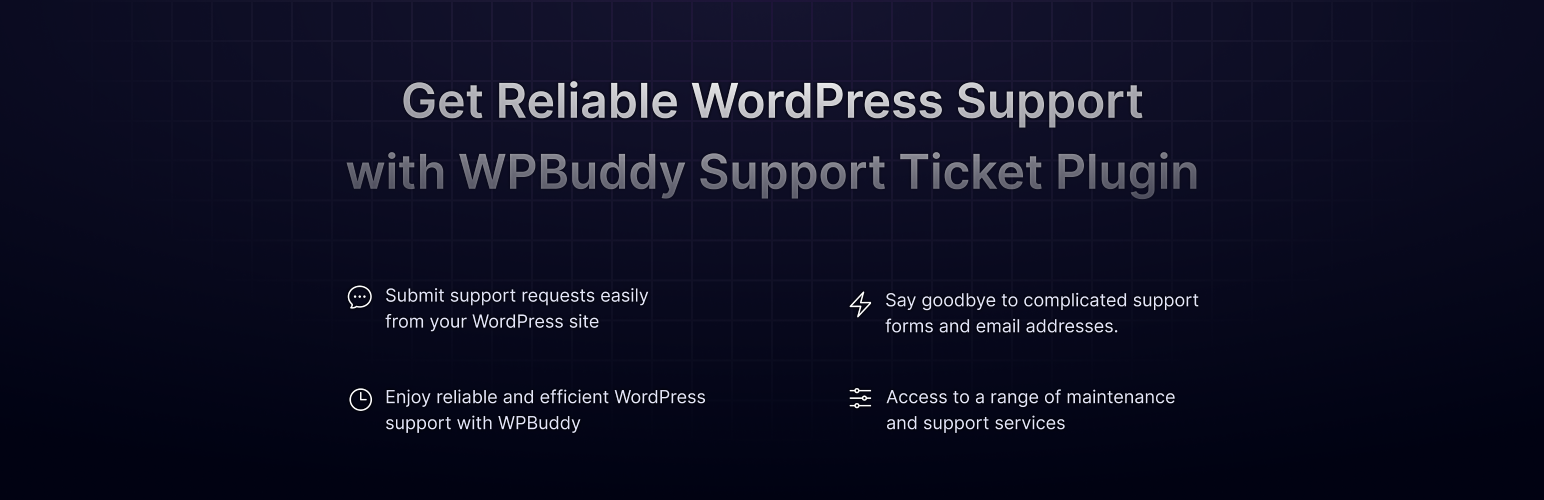 Get Reliable WordPress Support
with WPBuddy Support Ticket Plugin
Submit support requests easily
from your WordPress site
Say goodbye to complicated support
forms and email addresses.
Enjoy reliable and efficient WordPress
support with WPBuddy
Access to a range of maintenance
and support services